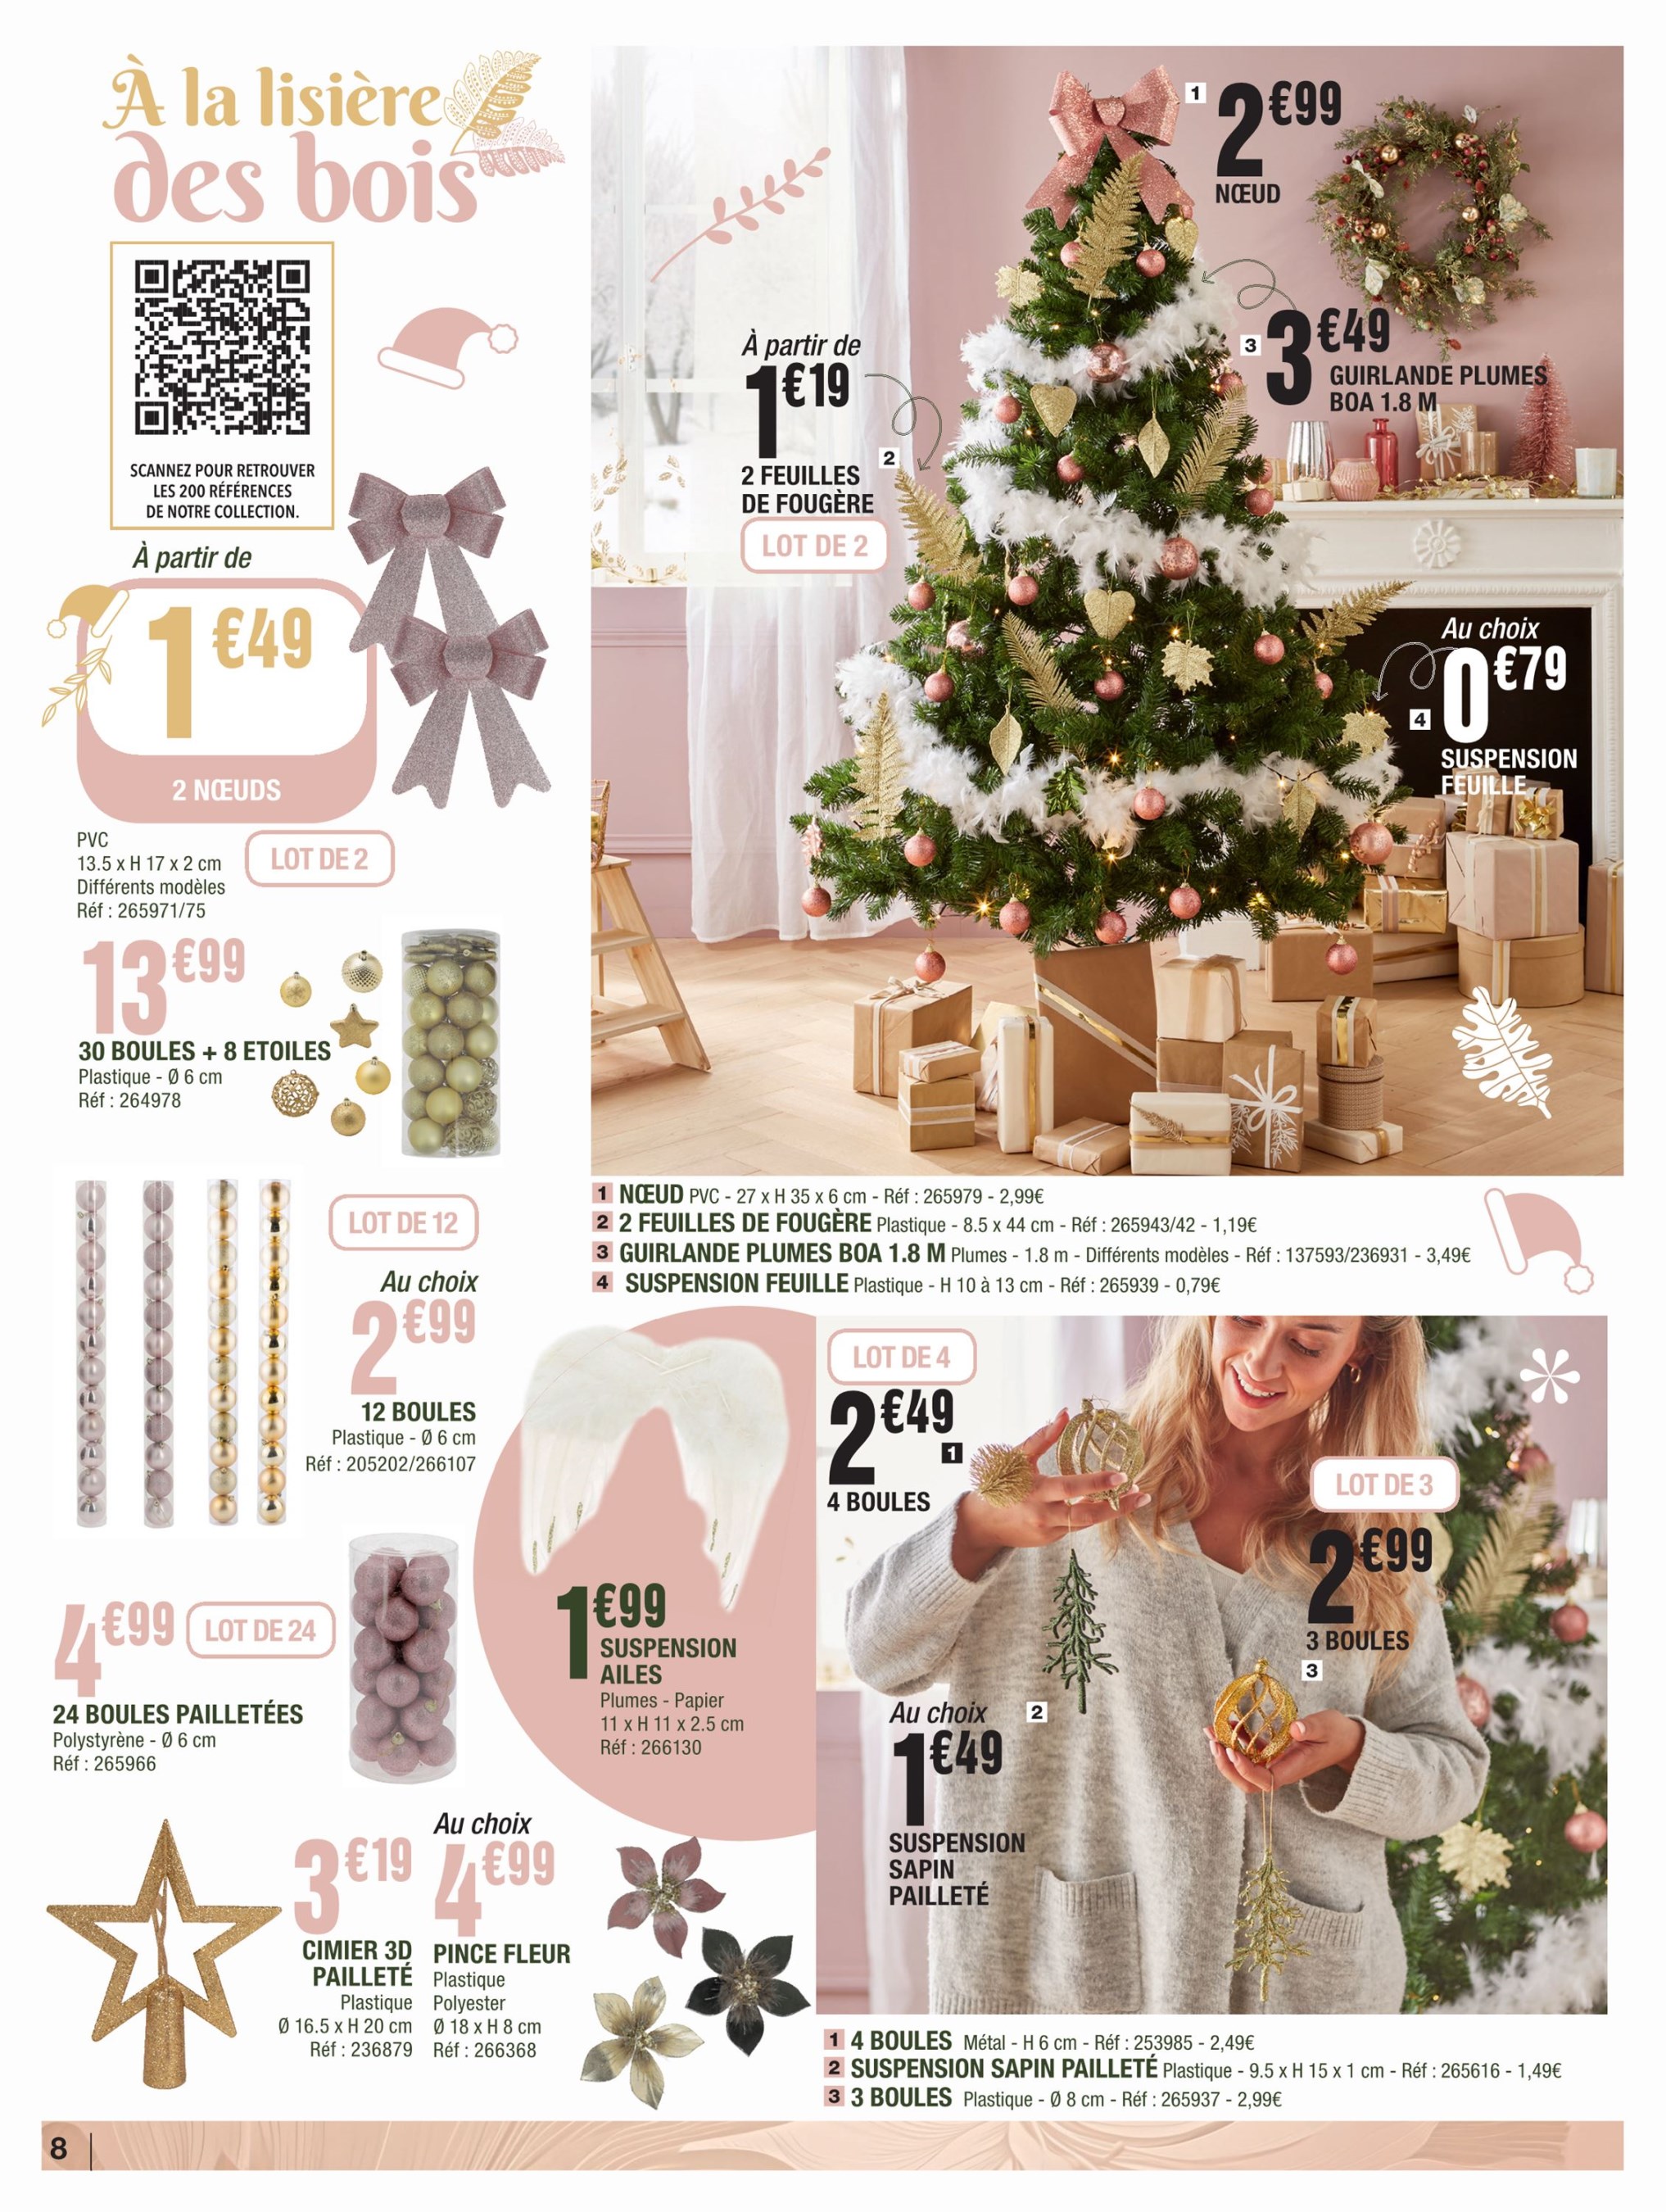 À la lisière
des bois
SCANNEZ POUR RETROUVER
LES 200 RÉFÉRENCES
DE NOTRE COLLECTION.
À partir de
1€49
2 NŒUDS
PVC
13.5 x H 17 x 2 cm
Différents modèles
Réf : 265971/75
LOT DE 2
13€99
30 BOULES + 8 ETOILES
Plastique - Ø 6 cm
Réf : 264978
LOT DE 12
Au choix
2€99
12 BOULES
Plastique - Ø 6 cm
Réf : 205202/266107
4€99
LOT DE 24
24 BOULES PAILLETÉES
Polystyrène - Ø 6 cm
Réf : 265966
1€99
SUSPENSION
AILES
Plumes - Papier
11 x H 11 x 2.5 cm
Réf : 266130
3€19
CIMIER 3D
PAILLETÉ
Plastique
Ø 16.5 x H 20 cm
Réf : 236879
Au choix
4€99
PINCE FLEUR
Plastique
Polyester
Ø 18 x H 8 cm
Réf : 266368
1
2€99
NŒUD
À partir de
1€19
2
2 FEUILLES
DE FOUGÈRE
LOT DE 2
3
3€49
GUIRLANDE PLUMES
BOA 1.8 M
Au choix
0€79
4
SUSPENSION
FEUILLE
1 NŒUD PVC - 27 x H 35 x 6 cm - Réf : 265979 - 2,99€
2 2 FEUILLES DE FOUGÈRE Plastique - 8.5 x 44 cm - Réf : 265943/42 - 1,19€
3 GUIRLANDE PLUMES BOA 1.8 M Plumes - 1.8 m - Différents modèles - Réf : 137593/236931 - 3,49€
4 SUSPENSION FEUILLE Plastique - H 10 à 13 cm - Réf : 265939 - 0,79€
LOT DE 4
2€49
1
4 BOULES
LOT DE 3
2€99
3 BOULES
3
Au choix
2
1€49
SUSPENSION
SAPIN
PAILLETÉ
1 4 BOULES Métal - H 6 cm - Réf : 253985 - 2,49€
2 SUSPENSION SAPIN PAILLETÉ Plastique - 9.5 x H 15 x 1 cm - Réf : 265616 - 1,49€
3 3 BOULES Plastique - Ø 8 cm - Réf : 265937 - 2,99€
8